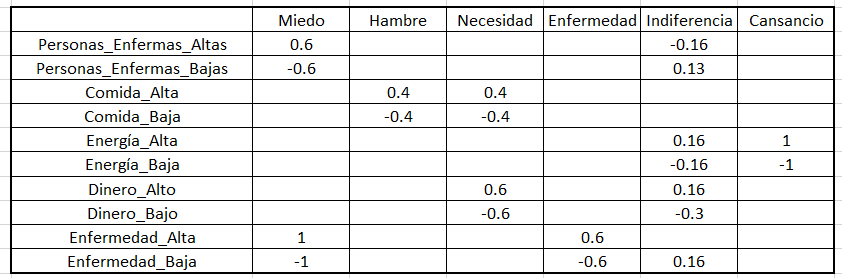 Miedo Hambre Necesidad Enfermedad Indiferencia Cansancio
Personas_Enfermas_Altas 0.6 -0.16
Personas_Enfermas_Bajas -0.6 0.13
Comida_Alta 0.4 0.4
Comida_Baja -0.4 -0.4
Energía_Alta 0.16 1
Energía_Baja -0.16 -1
Dinero_Alto 0.6 0.16
Dinero_Bajo -0.6 -0.3
Enfermedad_Alta 1 0.6
Enfermedad_Baja -1 -0.6 0.16